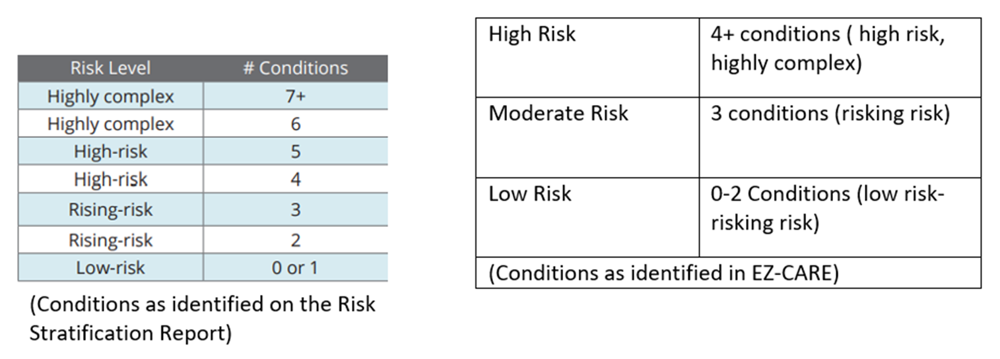 Risk Level # Conditions
Highly complex 7+
Highly complex 6
High-risk 5
High-risk 4
Rising-risk 3
Rising-risk 2
Low-risk 0 or 1
(Conditions as identified on the Risk
Stratification Report)
High Risk 4+ conditions ( high risk,
highly complex)
Moderate Risk 3 conditions (risking risk)
Low Risk 0-2 Conditions (low risk-
risking risk)
(Conditions as identified in EZ-CARE)